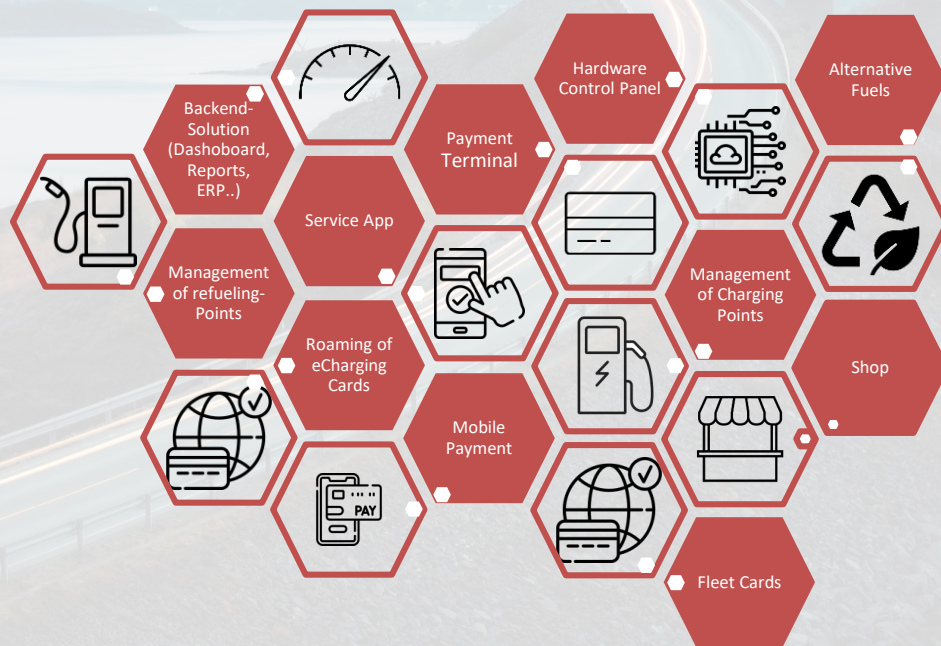 Hardware
Control Panel
Alternative
Fuels
Backend-
Solution
(Dashoboard,
Reports,
ERP..)
Payment
Terminal
Service App
Management
of refueling-
Points
Management
of Charging
Points
Roaming of
eCharging
Cards
Shop
Mobile
Payment
PAY
Fleet Cards